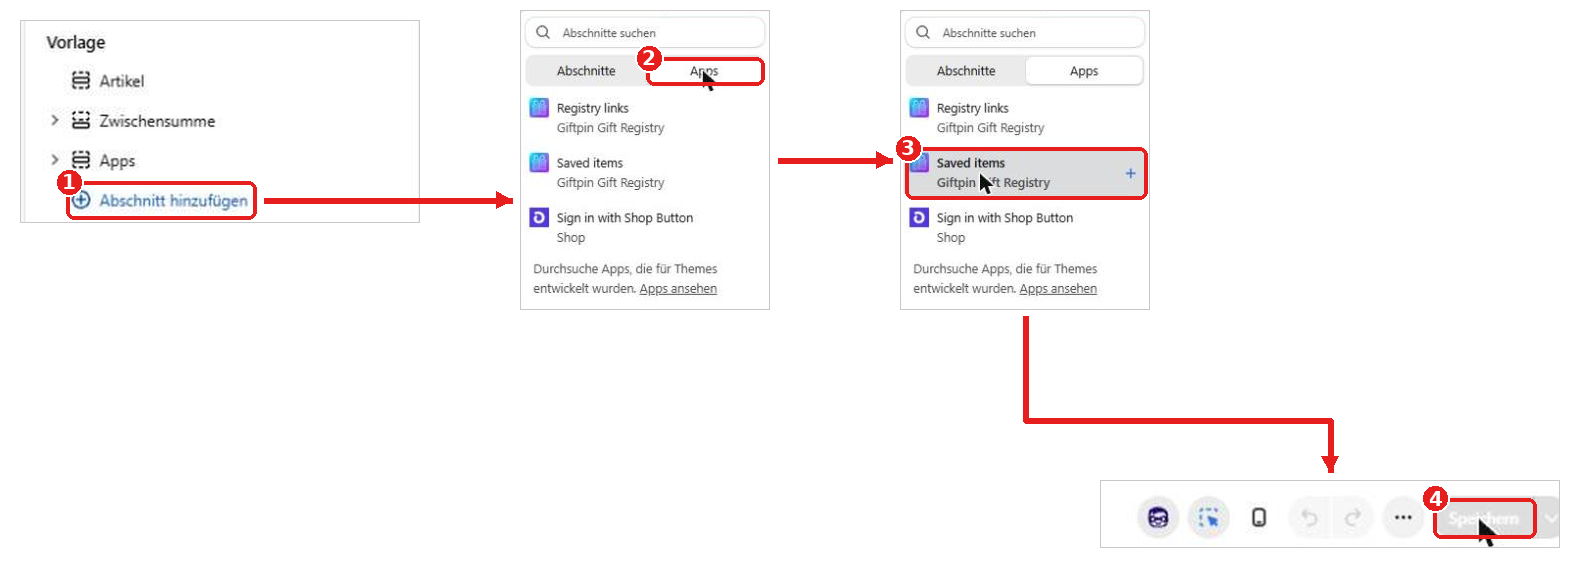 Vorlage
Artikel
Zwischensumme
Apps
1
Abschnitt hinzufügen
Abschnitte suchen
2
Abschnitte
Apps
Registry links
Giftpin Gift Registry
Saved items
Giftpin Gift Registry
Sign in with Shop Button
Shop
Durchsuche Apps, die für Themes
entwickelt wurden. Apps ansehen
Abschnitte suchen
Abschnitte
Apps
Registry links
Giftpin Gift Registry
3
Saved items
Giftpin Gift Registry
Sign in with Shop Button
Shop
Durchsuche Apps, die für Themes
entwickelt wurden. Apps ansehen
4
Speichern